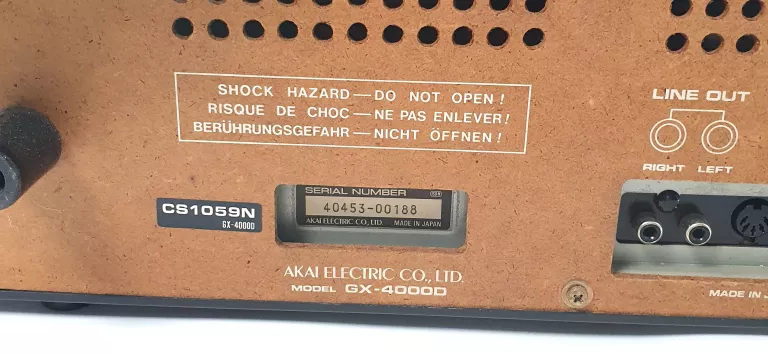 SHOCK HAZARD—DO NOT OPEN!
RISQUE DE CHOC—NE PAS ENLEVER!
BERÜHRUNGSGEFAHR—NICHT ÖFFNEN!
LINE OUT
RIGHT LEFT
CS1059N
GX-4000D
SERIAL NUMBER
40453-00188
AKAI ELECTRIC CO., LTD. MADE IN JAPAN
AKAI ELECTRIC CO., LTD.
MODEL GX-4000D
MADE IN J